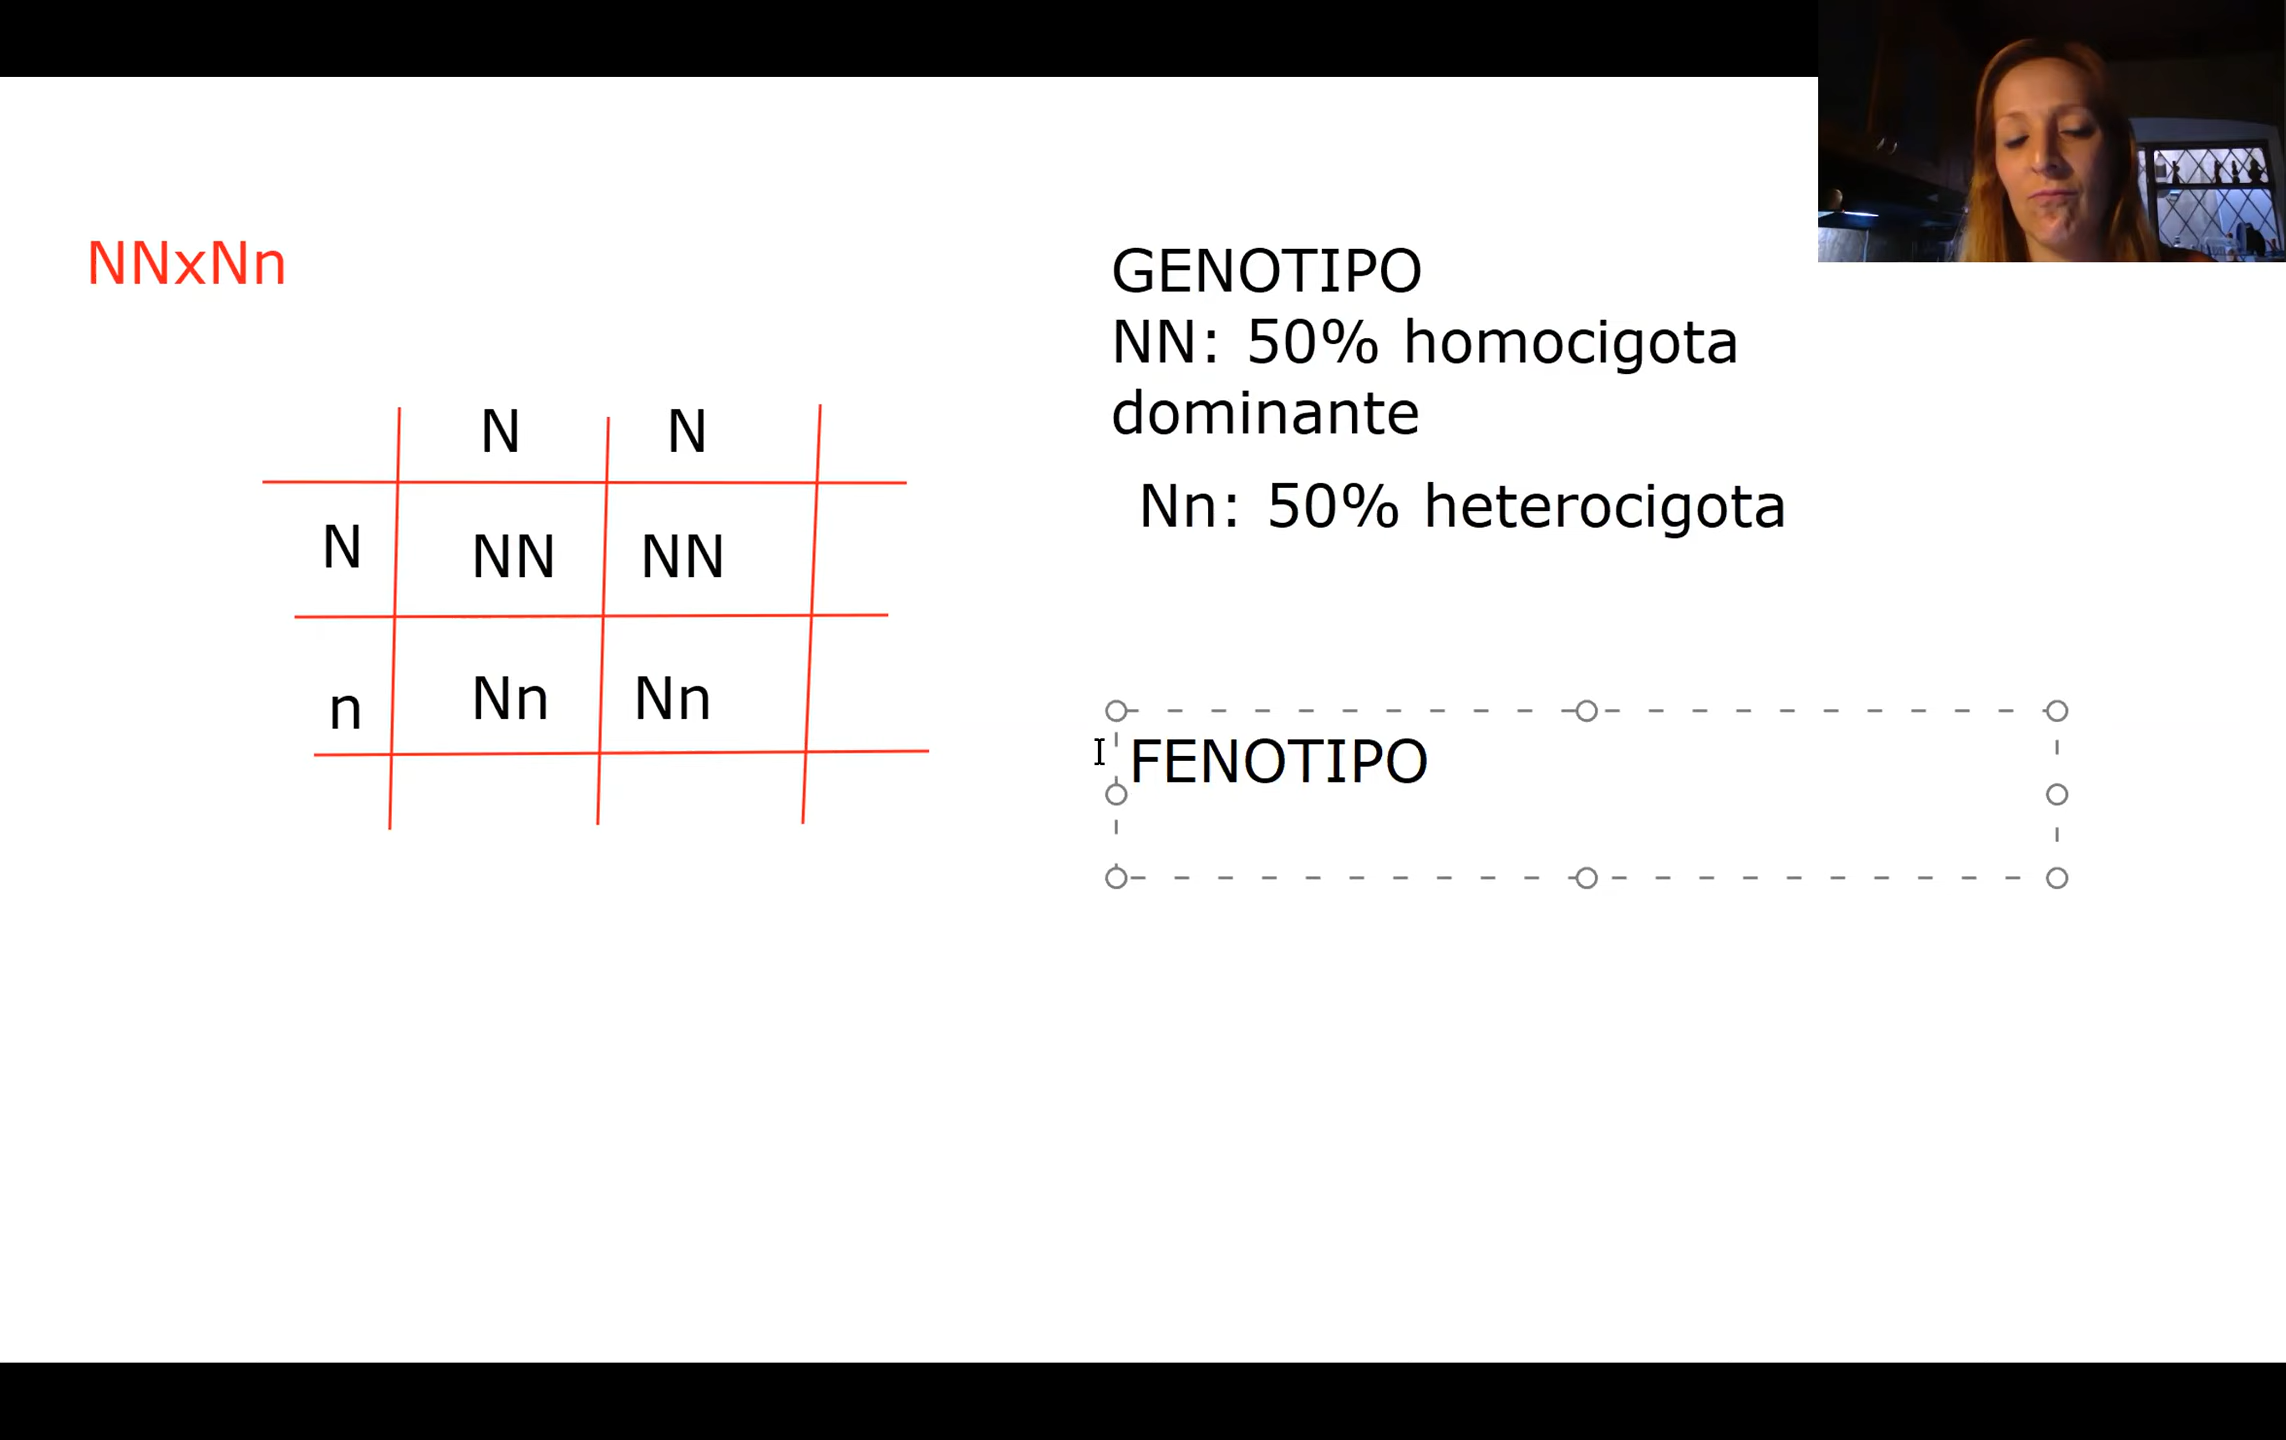 NNxNn
N N
N NN NN
n Nn Nn
GENOTIPO
NN: 50% homocigota
dominante
Nn: 50% heterocigota
FENOTIPO